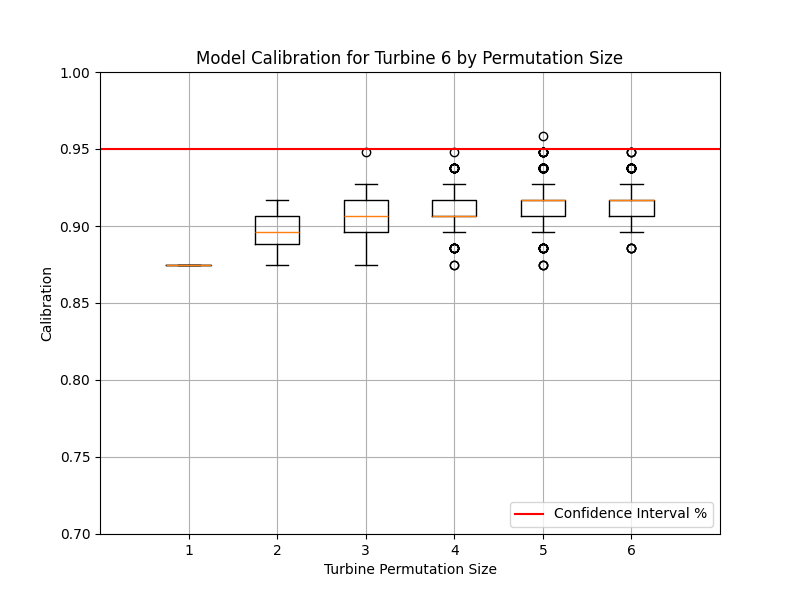 Model Calibration for Turbine 6 by Permutation Size
1.00
0.95
0.90
0.85
0.80
0.75
0.70
Calibration
Confidence Interval %
1 2 3 4 5 6
Turbine Permutation Size